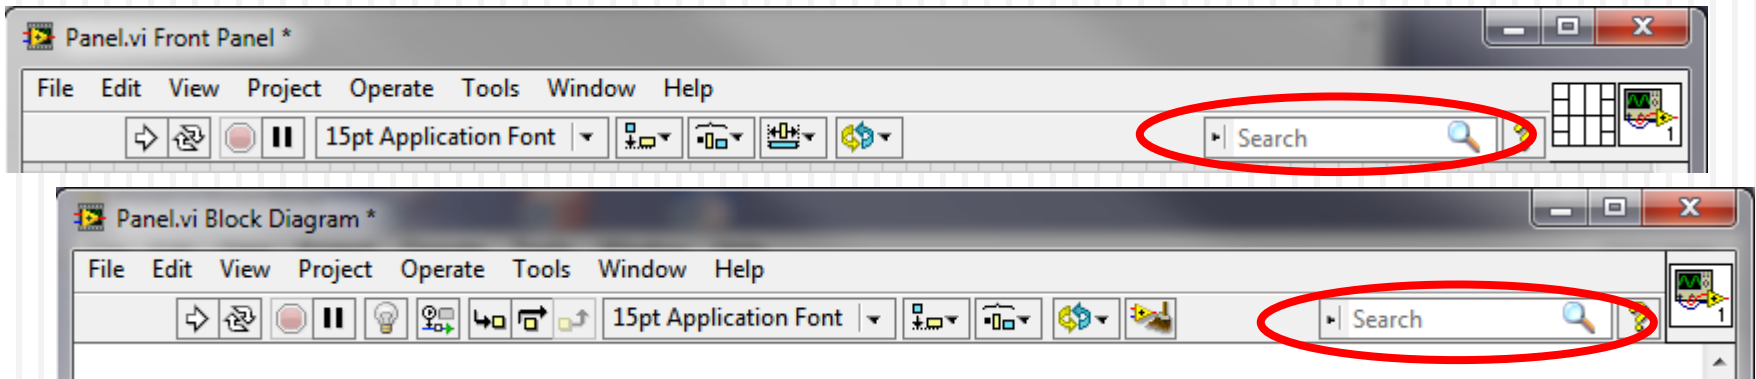 Panel.vi Front Panel *
File Edit View Project Operate Tools Window Help
15pt Application Font Search ?
1
Panel.vi Block Diagram *
File Edit View Project Operate Tools Window Help
15pt Application Font Search ?
1